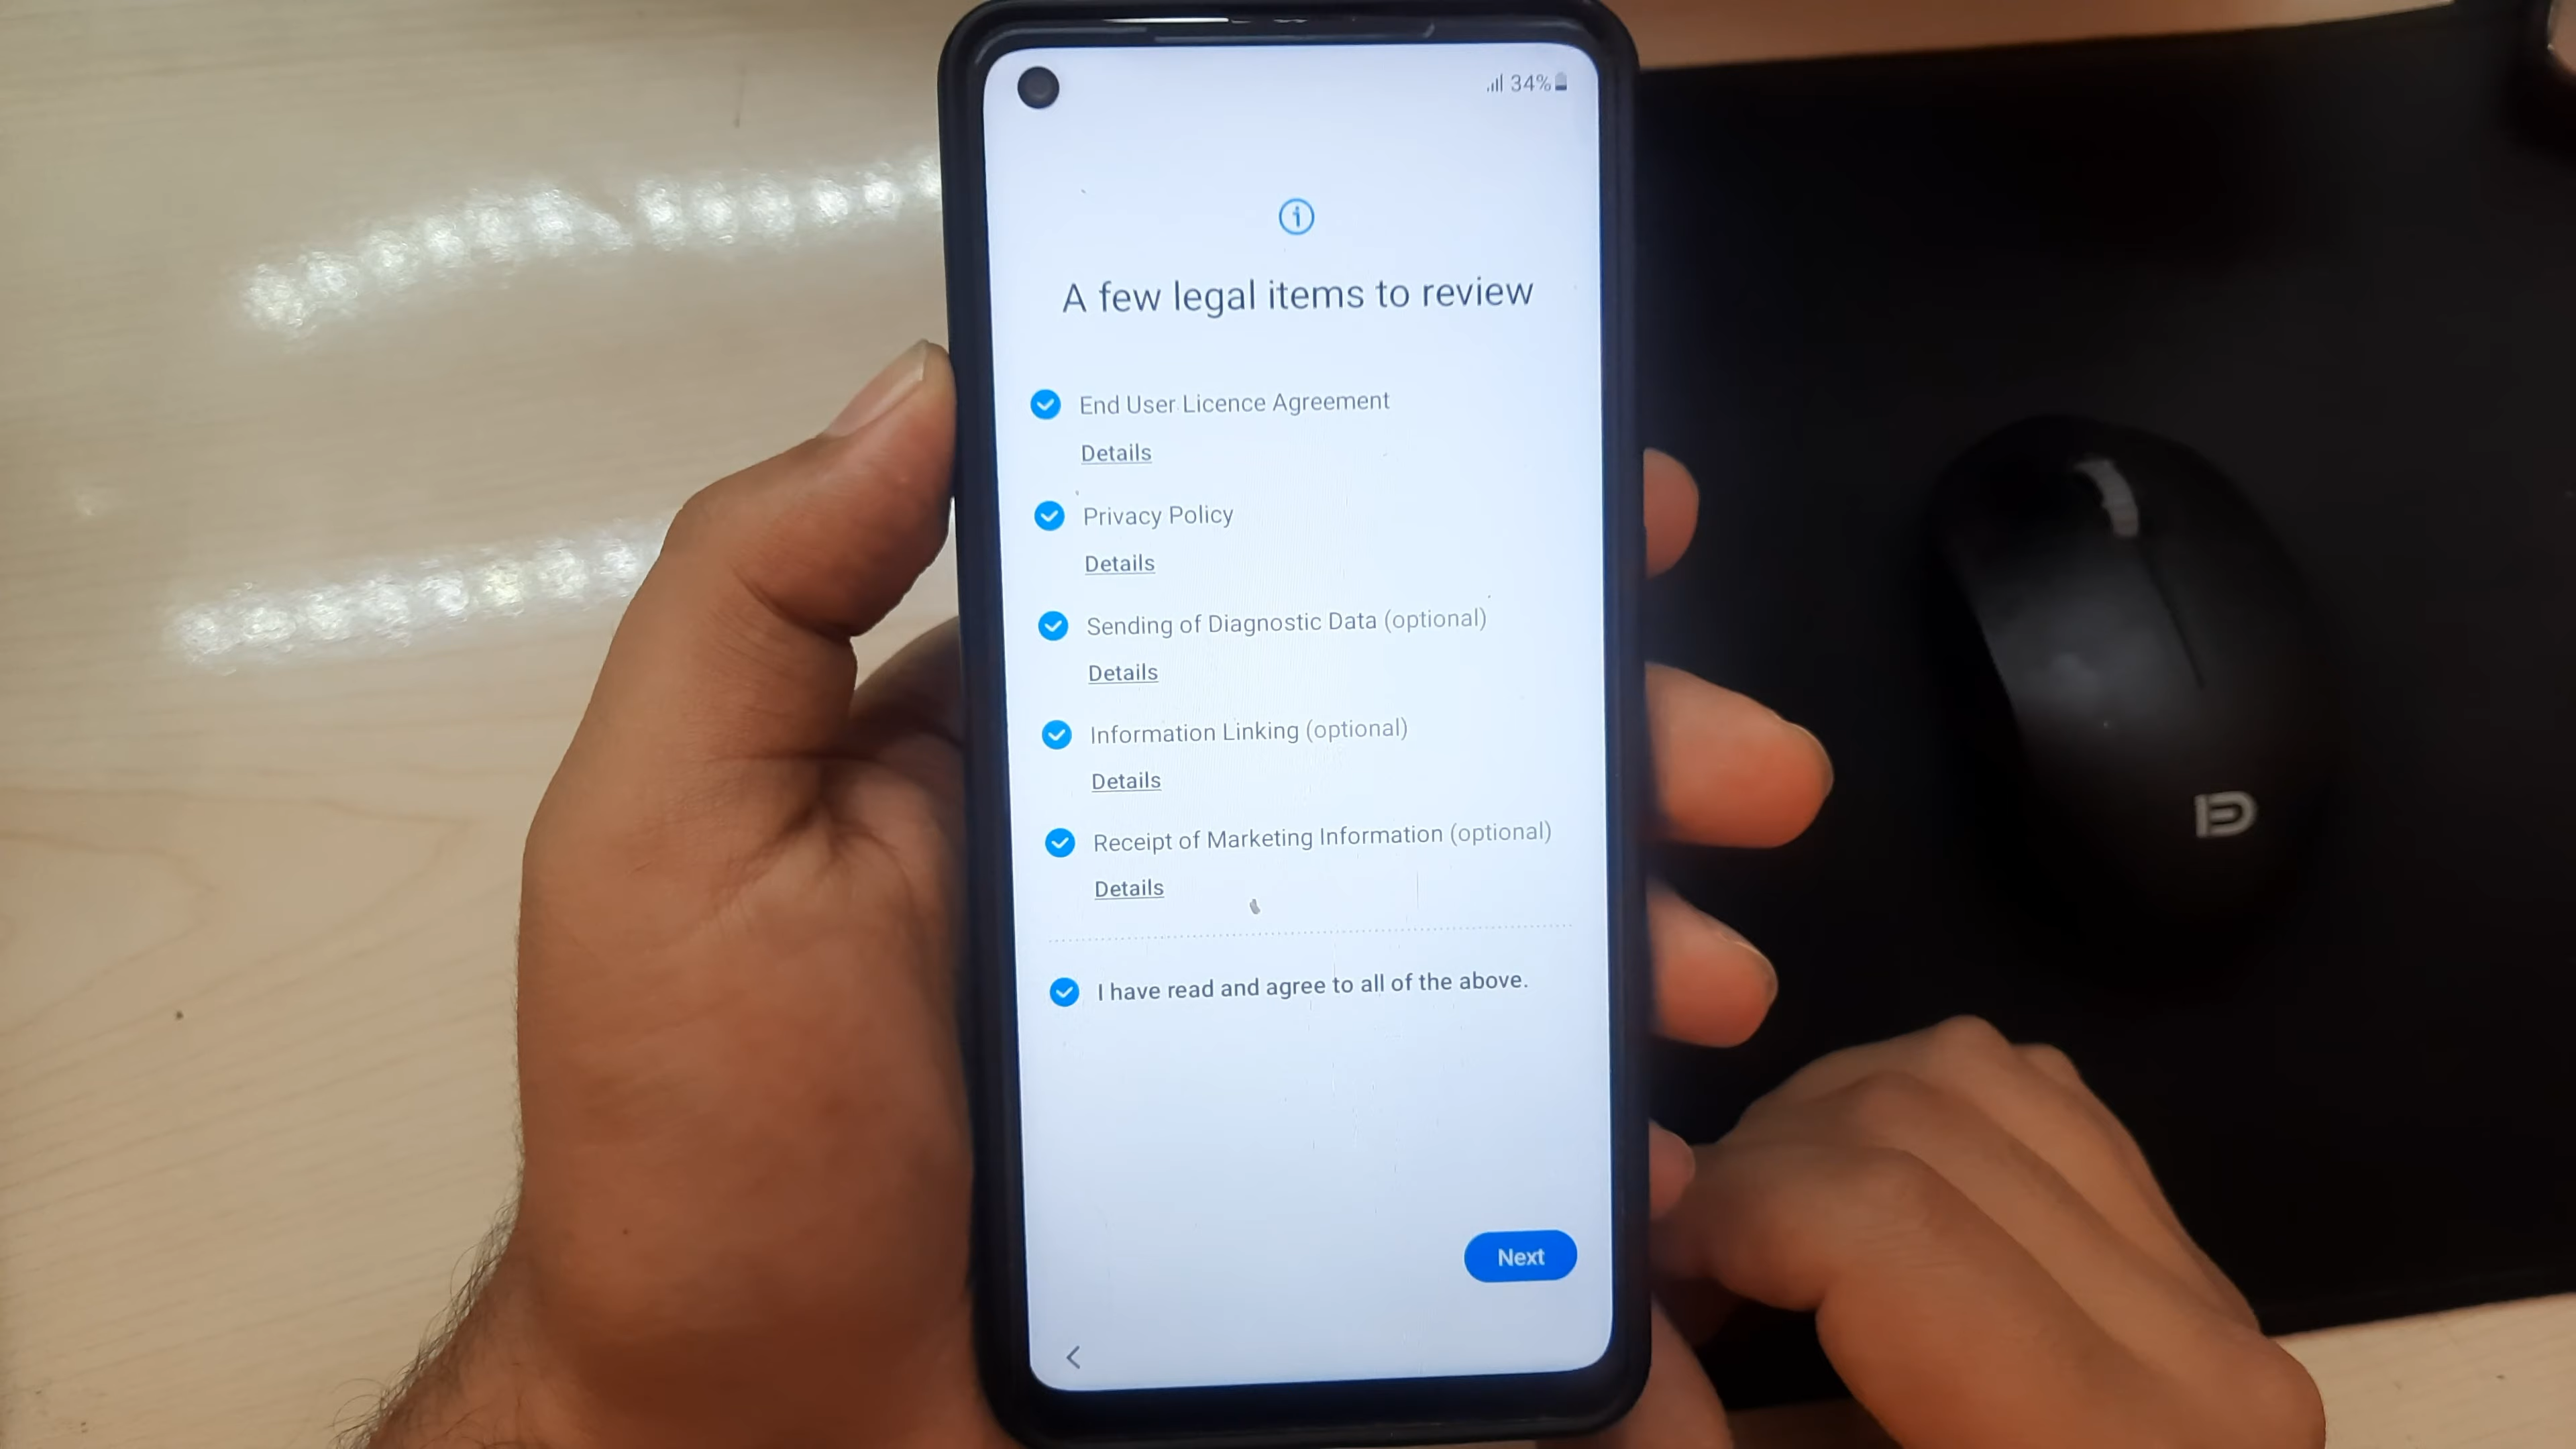 34%
A few legal items to review
End User Licence Agreement
Details
Privacy Policy
Details
Sending of Diagnostic Data (optional)
Details
Information Linking (optional)
Details
Receipt of Marketing Information (optional)
Details
I have read and agree to all of the above.
Next